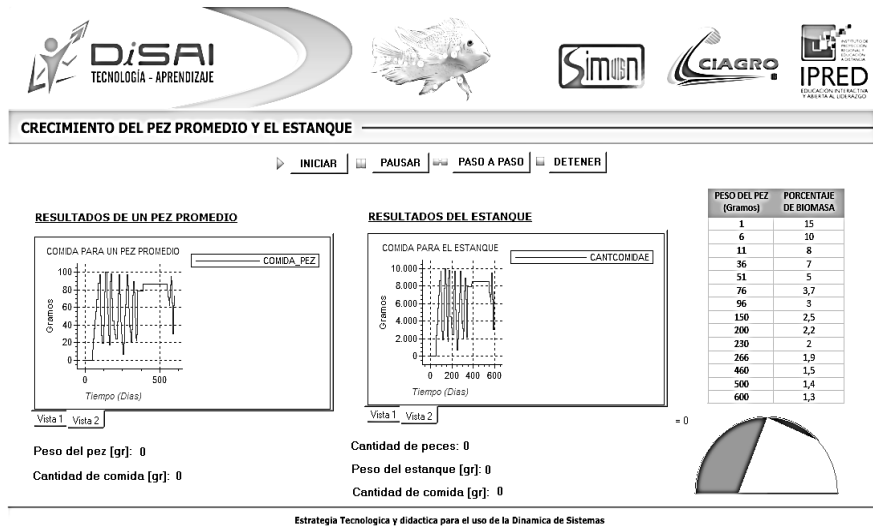 DiSAI
TECNOLOGÍA - APRENDIZAJE
Simon
CIAGRO
INSTITUTO DE
PROYECCIÓN
REGIONAL Y
EDUCACIÓN
A DISTANCIA
IPRED
EDUCACIÓN INTERACTIVA
Y ABIERTA AL LIDERAZGO
CRECIMIENTO DEL PEZ PROMEDIO Y EL ESTANQUE
INICIAR PAUSAR PASO A PASO DETENER
RESULTADOS DE UN PEZ PROMEDIO
COMIDA PARA UN PEZ PROMEDIO
COMIDA_PEZ
Gramos
100
80
60
40
20
0
0 500
Tiempo (Dias)
Vista 1 Vista 2
Peso del pez [gr]: 0
Cantidad de comida [gr]: 0
RESULTADOS DEL ESTANQUE
COMIDA PARA EL ESTANQUE
CANTCOMIDAE
Gramos
10.000
8.000
6.000
4.000
2.000
0
0 200 400 600
Tiempo (Dias)
Vista 1 Vista 2
Cantidad de peces: 0
Peso del estanque [gr]: 0
Cantidad de comida [gr]: 0
PESO DEL PEZ (Gramos) PORCENTAJE DE BIOMASA
1 15
6 10
11 8
36 7
51 5
76 3,7
96 3
150 2,5
200 2,2
230 2
266 1,9
460 1,5
500 1,4
600 1,3
= 0
Estrategia Tecnologica y didactica para el uso de la Dinamica de Sistemas